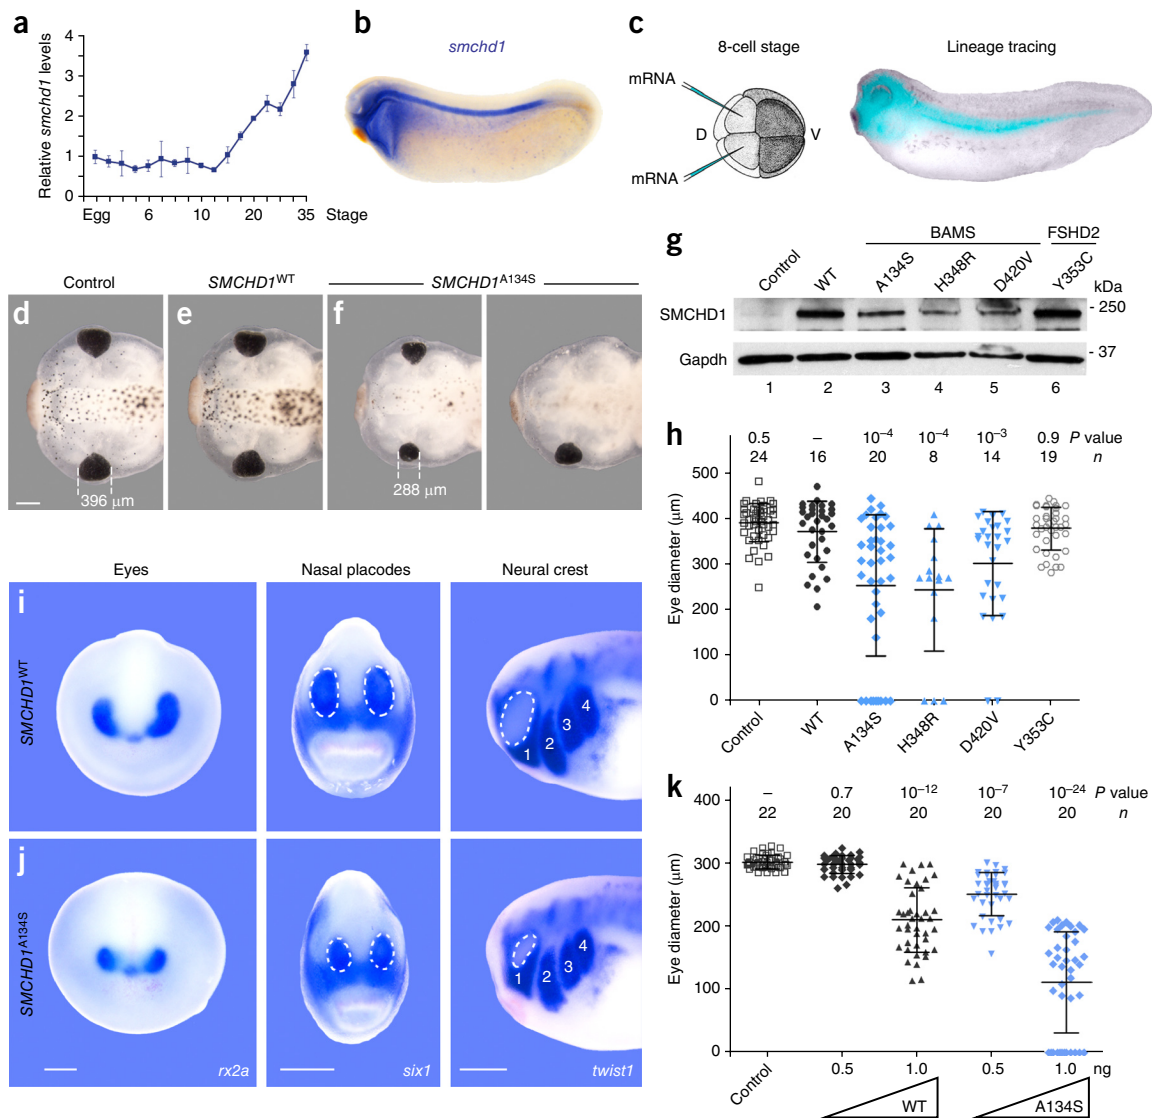 a
Relative smchd1 levels
4
3
2
1
0
Egg 6 10 20 35 Stage
b
smchd1
c
8-cell stage
Lineage tracing
mRNA
D V
mRNA
Control
SMCHD1WT
SMCHD1A134S
d
396 μm
e
f
288 μm
g
BAMS FSHD2
Control WT A134S H348R D420V Y353C
kDa
SMCHD1 - 250
Gapdh - 37
1 2 3 4 5 6
h
0.5 – 10–4 10–4 10–3 0.9 P value
24 16 20 8 14 19 n
Eye diameter (μm)
500
400
300
200
100
0
Control WT A134S H348R D420V Y353C
Eyes Nasal placodes Neural crest
i
SMCHD1WT
1 2 3 4
j
SMCHD1A134S
1 2 3 4
rx2a six1 twist1
k
– 0.7 10–12 10–7 10–24 P value
22 20 20 20 20 n
Eye diameter (μm)
400
300
200
100
0
Control 0.5 1.0 0.5 1.0 ng
WT A134S